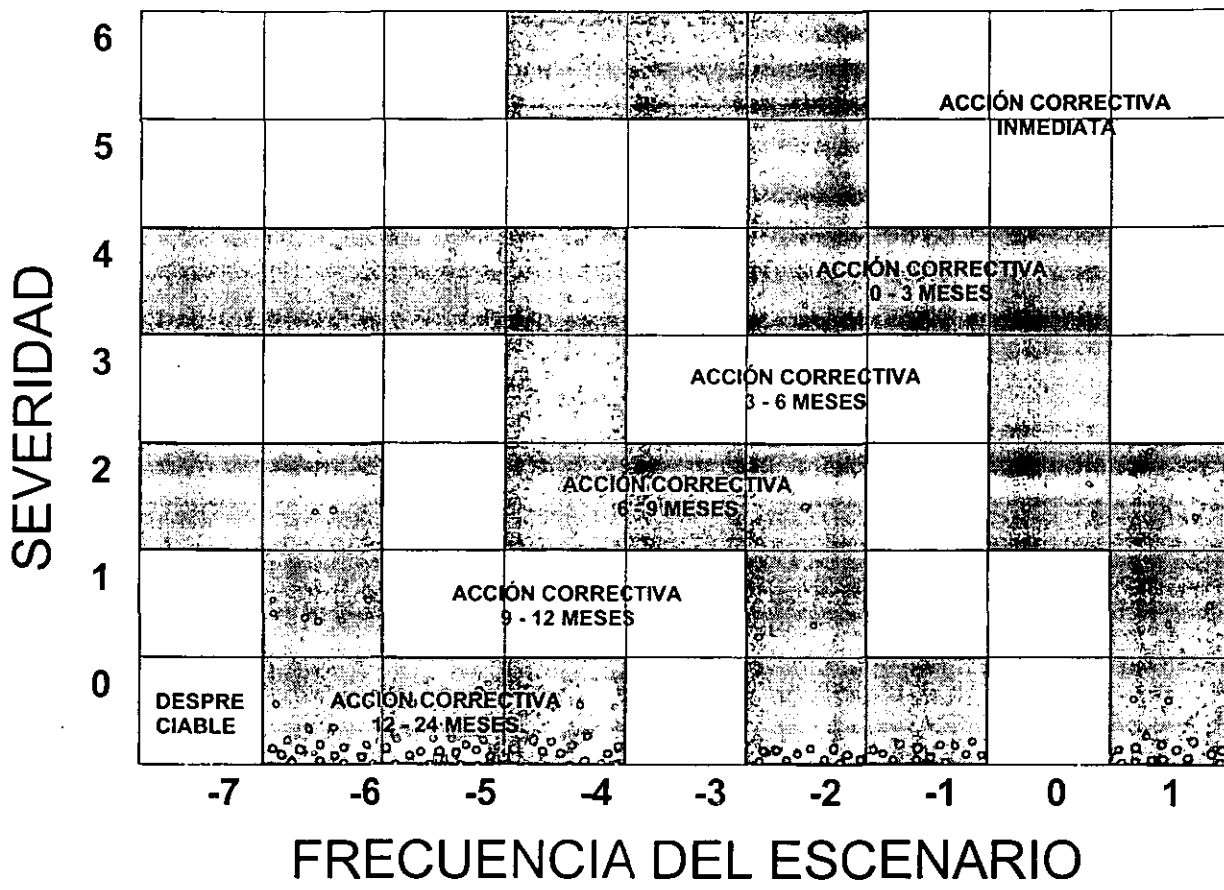 6
ACCIÓN CORRECTIVA
INMEDIATA
5
4
ACCIÓN CORRECTIVA
0 - 3 MESES
3
ACCIÓN CORRECTIVA
3 - 6 MESES
2
ACCIÓN CORRECTIVA
6 - 9 MESES
1
ACCIÓN CORRECTIVA
9 - 12 MESES
0
DESPRE
CIABLE
ACCIÓN CORRECTIVA
12 - 24 MESES
SEVERIDAD
-7 -6 -5 -4 -3 -2 -1 0 1
FRECUENCIA DEL ESCENARIO